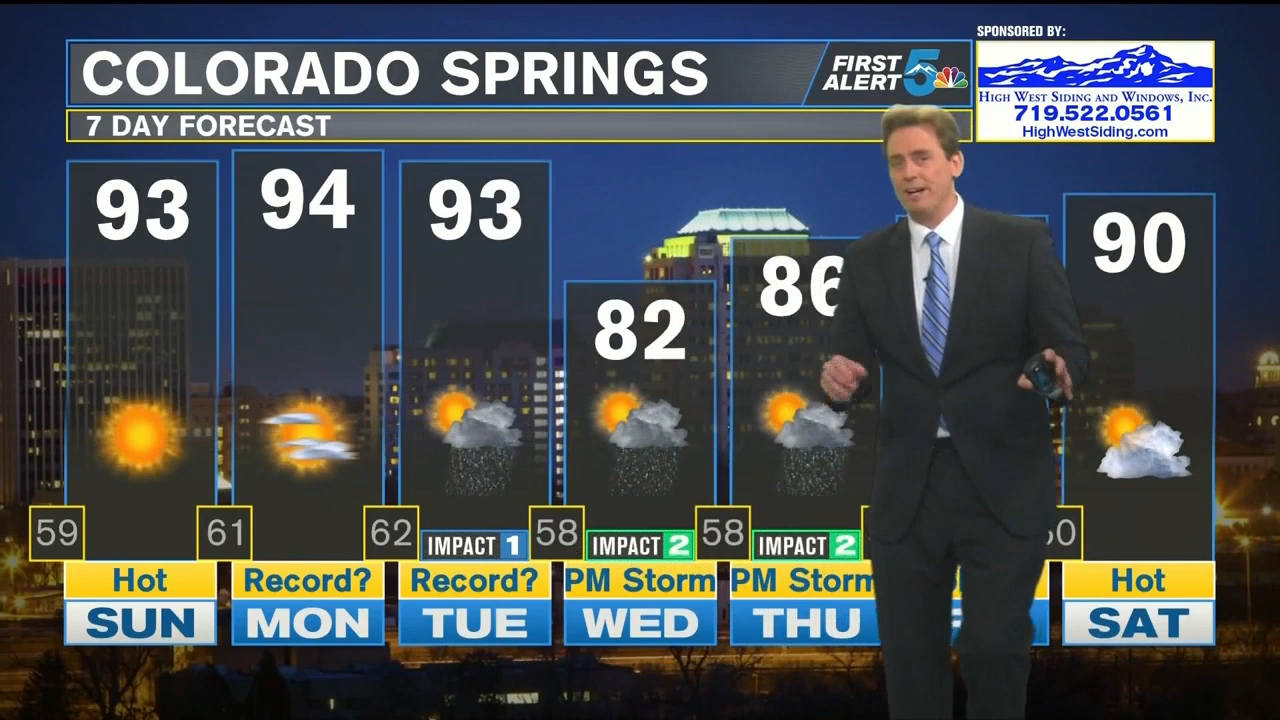 SPONSORED BY:
COLORADO SPRINGS
FIRST ALERT 5
HIGH WEST SIDING AND WINDOWS, INC.
719.522.0561
HighWestSiding.com
7 DAY FORECAST
93 94 93 82 86 90
59 61 62 58 58
IMPACT 1 IMPACT 2 IMPACT 2
Hot Record? Record? PM Storm PM Storm Hot
SUN MON TUE WED THU SAT